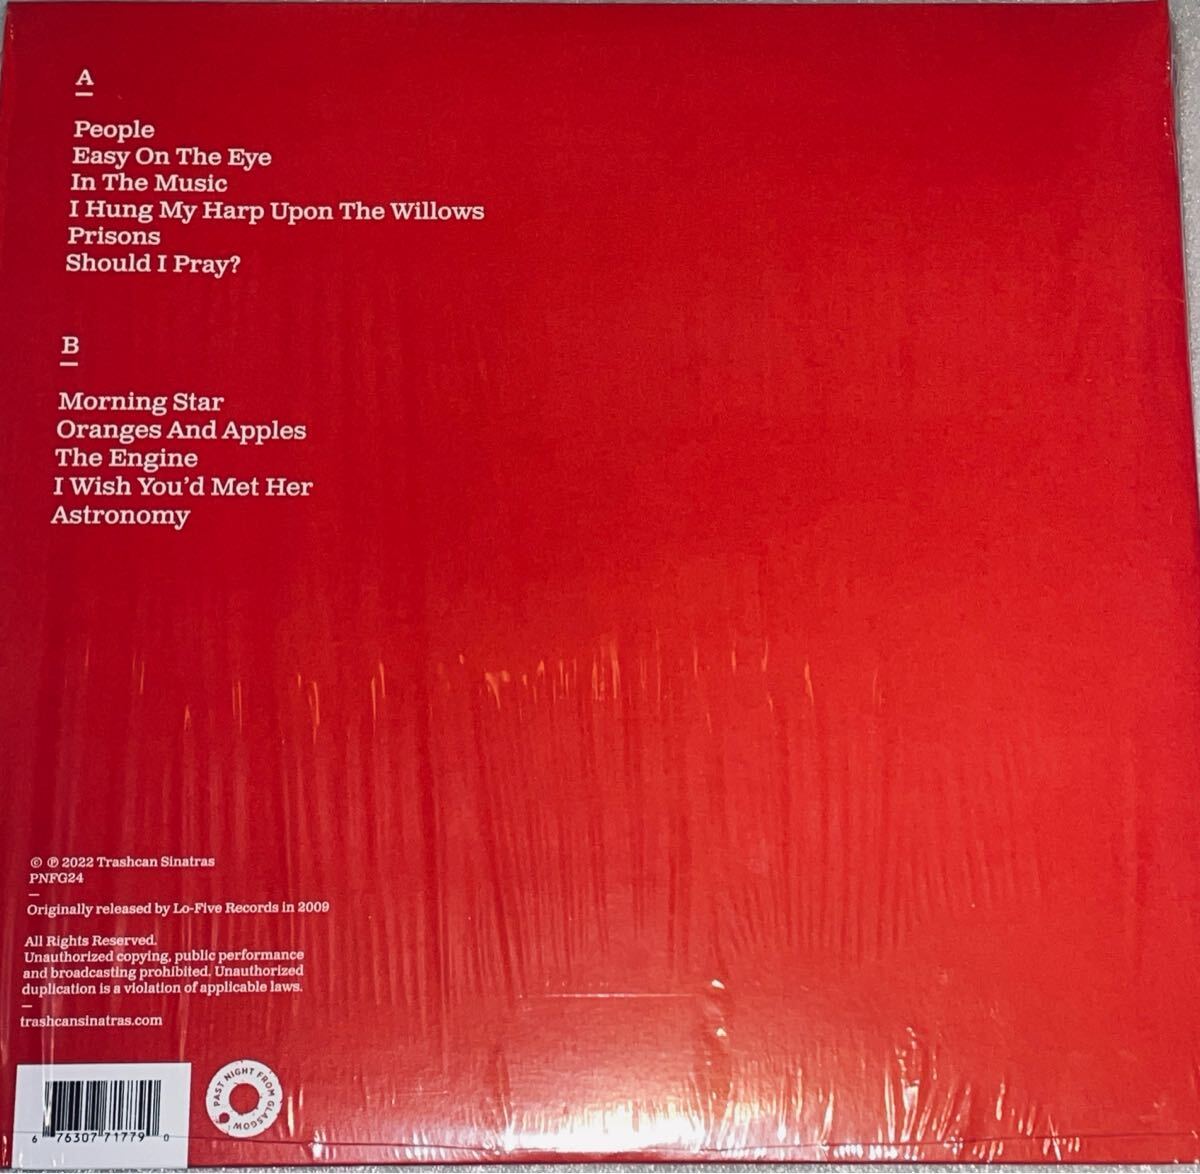 A
People
Easy On The Eye
In The Music
I Hung My Harp Upon The Willows
Prisons
Should I Pray?
B
Morning Star
Oranges And Apples
The Engine
I Wish You'd Met Her
Astronomy
© ℗ 2022 Trashcan Sinatras
PNFG24
Originally released by Lo-Five Records in 2009
All Rights Reserved.
Unauthorized copying, public performance
and broadcasting prohibited. Unauthorized
duplication is a violation of applicable laws.
trashcansinatras.com
6 76307 71779 0
PAST NIGHT FROM GLASGOW